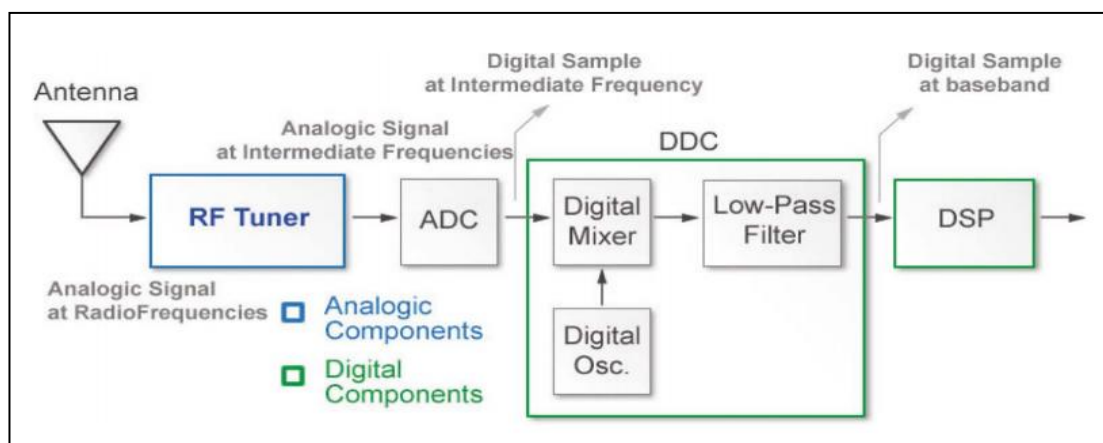 Digital Sample
at Intermediate Frequency
Digital Sample
at baseband
Antenna
Analogic Signal
at Intermediate Frequencies
DDC
RF Tuner
ADC
Digital
Mixer
Low-Pass
Filter
DSP
Analogic Signal
at RadioFrequencies
Analogic
Components
Digital
Osc.
Digital
Components